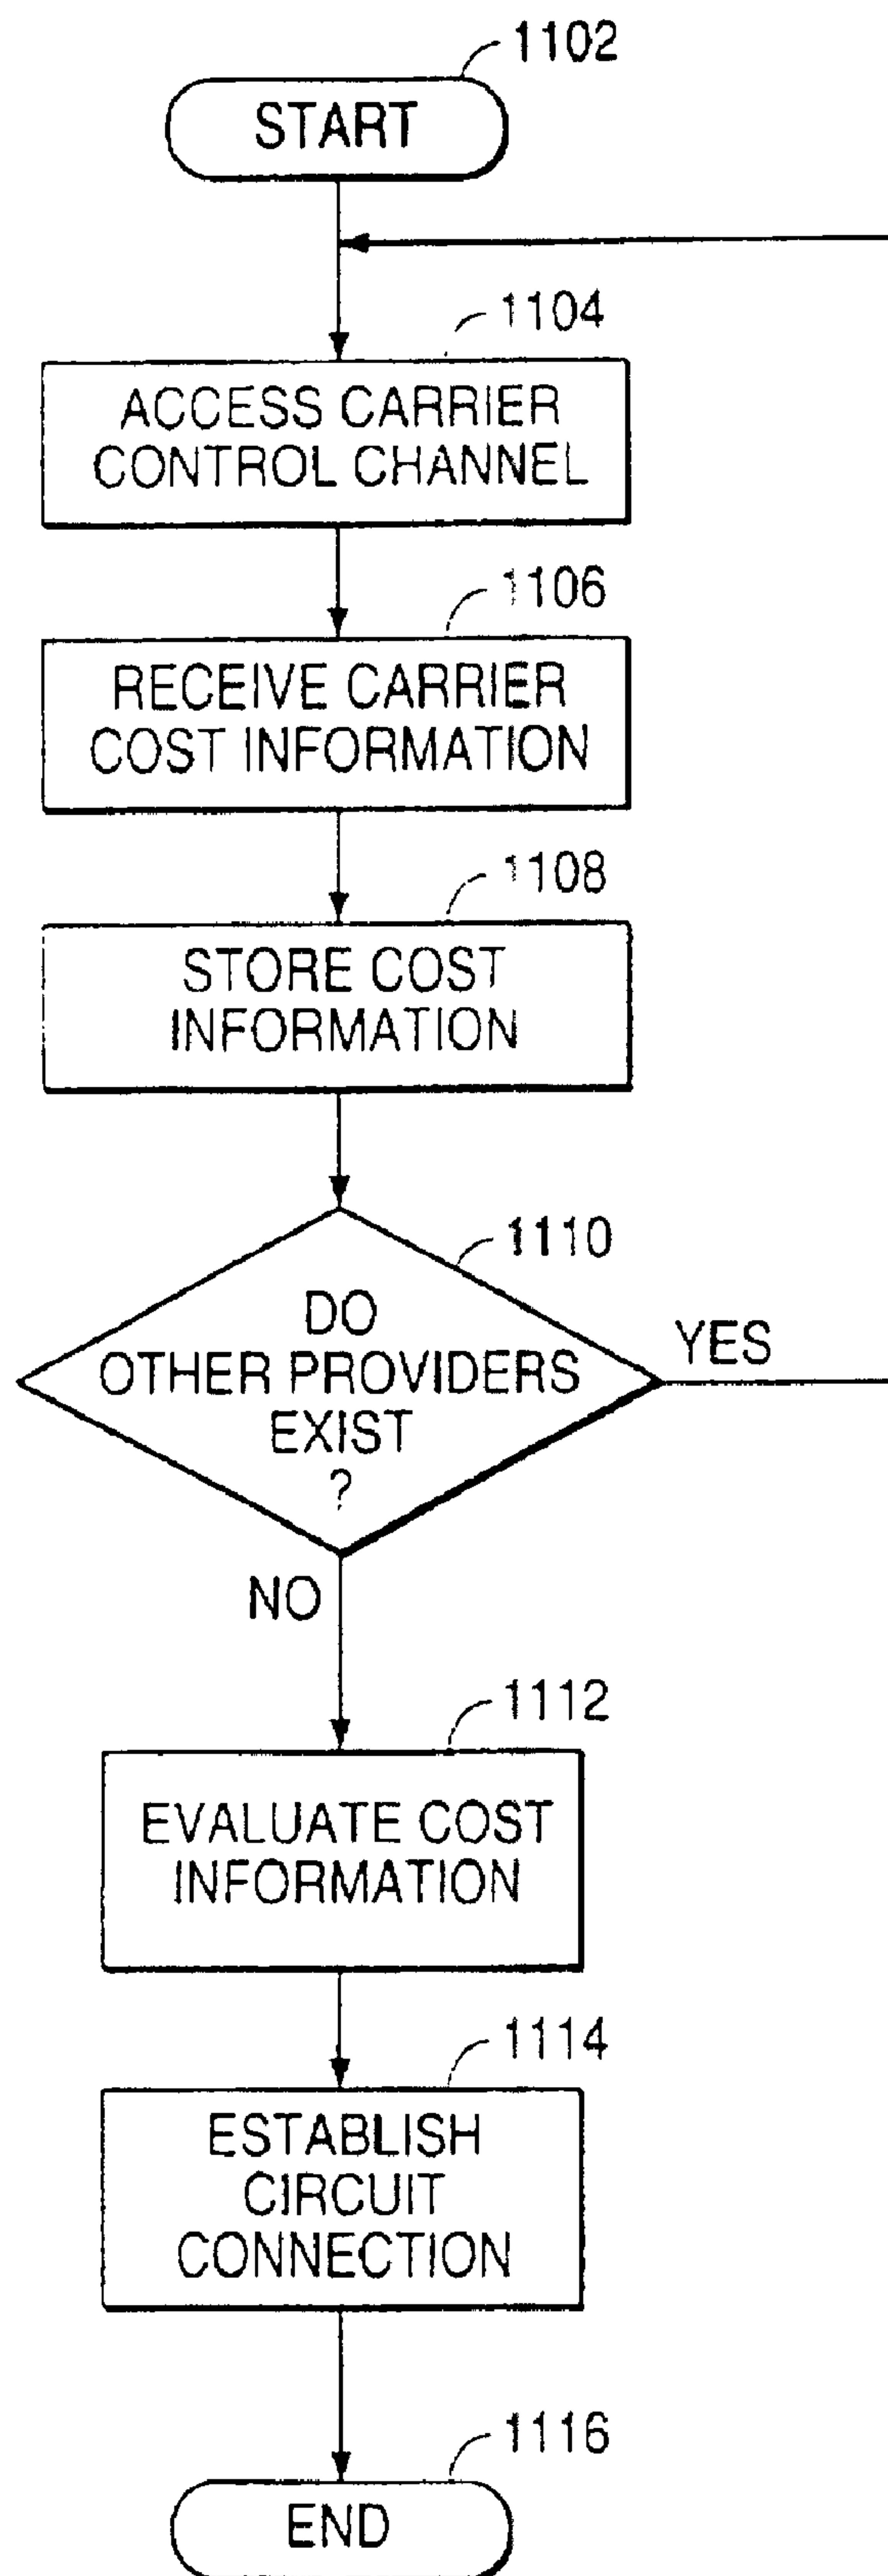 1102
START
1104
ACCESS CARRIER
CONTROL CHANNEL
1106
RECEIVE CARRIER
COST INFORMATION
1108
STORE COST
INFORMATION
1110
DO
OTHER PROVIDERS
EXIST
?
YES
NO
1112
EVALUATE COST
INFORMATION
1114
ESTABLISH
CIRCUIT
CONNECTION
1116
END